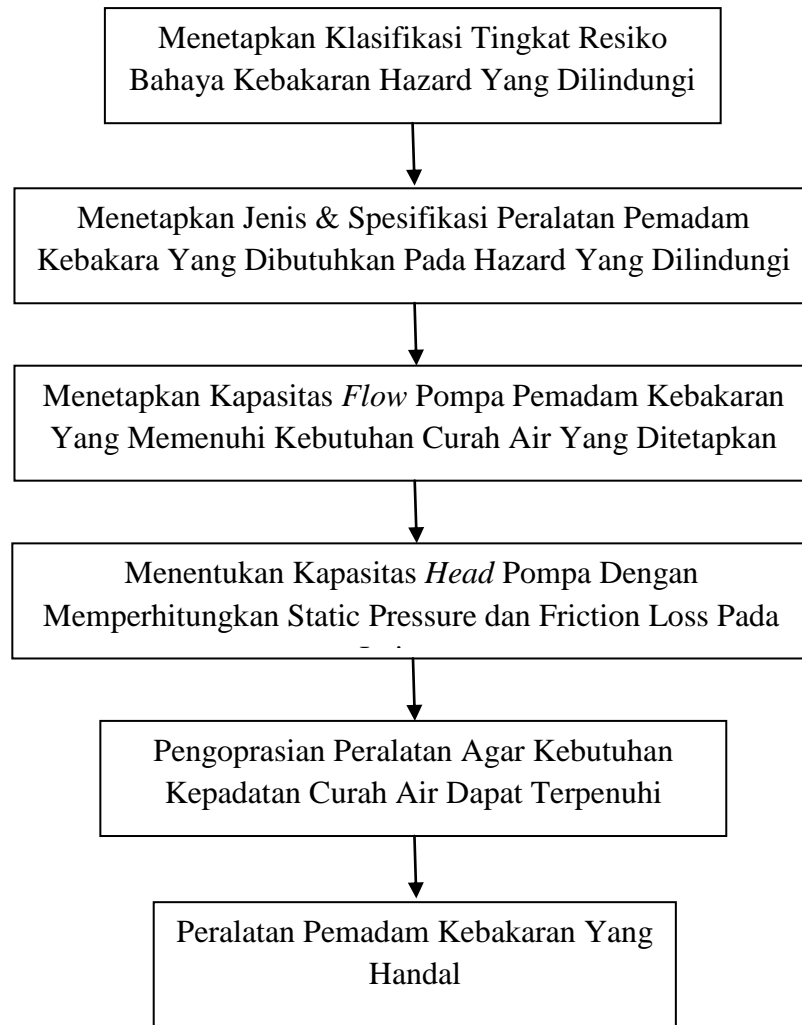 Menetapkan Klasifikasi Tingkat Resiko
Bahaya Kebakaran Hazard Yang Dilindungi
Menetapkan Jenis & Spesifikasi Peralatan Pemadam
Kebakara Yang Dibutuhkan Pada Hazard Yang Dilindungi
Menetapkan Kapasitas Flow Pompa Pemadam Kebakaran
Yang Memenuhi Kebutuhan Curah Air Yang Ditetapkan
Menentukan Kapasitas Head Pompa Dengan
Memperhitungkan Static Pressure dan Friction Loss Pada
Pengoprasian Peralatan Agar Kebutuhan
Kepadatan Curah Air Dapat Terpenuhi
Peralatan Pemadam Kebakaran Yang
Handal